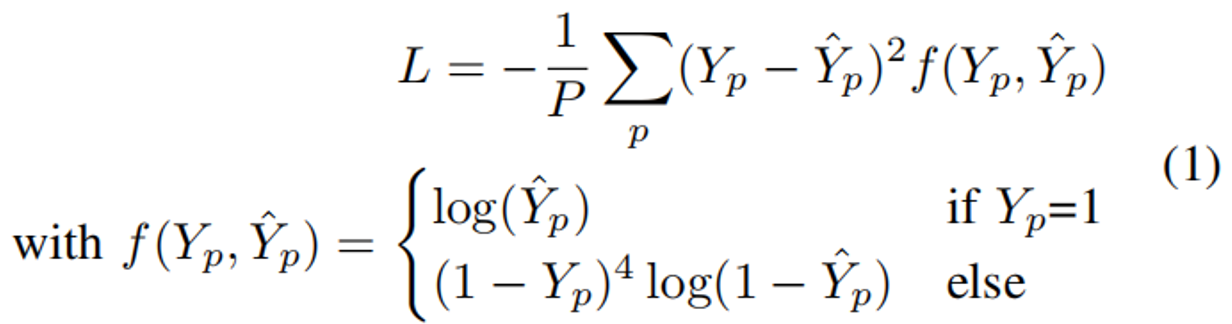 L = -\frac{1}{P} \sum_{p} (Y_p - \hat{Y}_p)^2 f(Y_p, \hat{Y}_p)
with f(Y_p, \hat{Y}_p) = \begin{cases} \log(\hat{Y}_p) & \text{if } Y_p\text{=}1 \\ (1 - Y_p)^4 \log(1 - \hat{Y}_p) & \text{else} \end{cases}
(1)